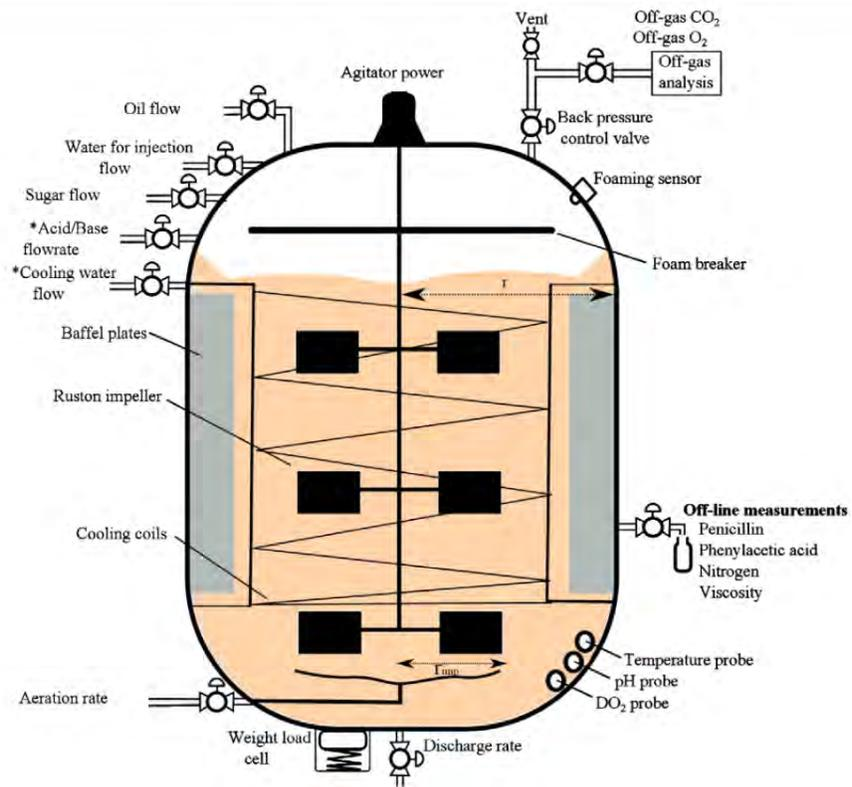 Vent
Off-gas CO2
Off-gas O2
Off-gas
analysis
Agitator power
Oil flow
Back pressure
control valve
Water for injection
flow
Foaming sensor
Sugar flow
*Acid/Base
flowrate
Foam breaker
*Cooling water
flow
r
Baffel plates
Ruston impeller
Off-line measurements
Penicillin
Phenylacetic acid
Nitrogen
Viscosity
Cooling coils
Temperature probe
pH probe
DO2 probe
Aeration rate
Weight load
cell
Discharge rate